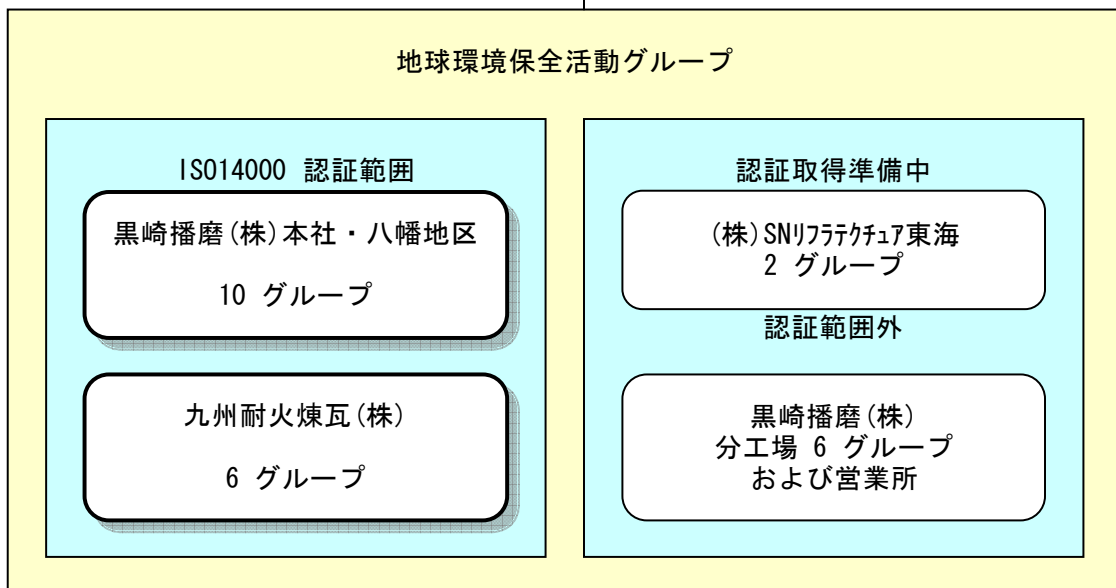 地球環境保全活動グループ
ISO14000 認証範囲
黒崎播磨(株)本社・八幡地区
10 グループ
九州耐火煉瓦(株)
6 グループ
認証取得準備中
(株)SNﾘﾌﾗﾃｸﾁｭｱ東海
2 グループ
認証範囲外
黒崎播磨(株)
分工場 6 グループ
および営業所